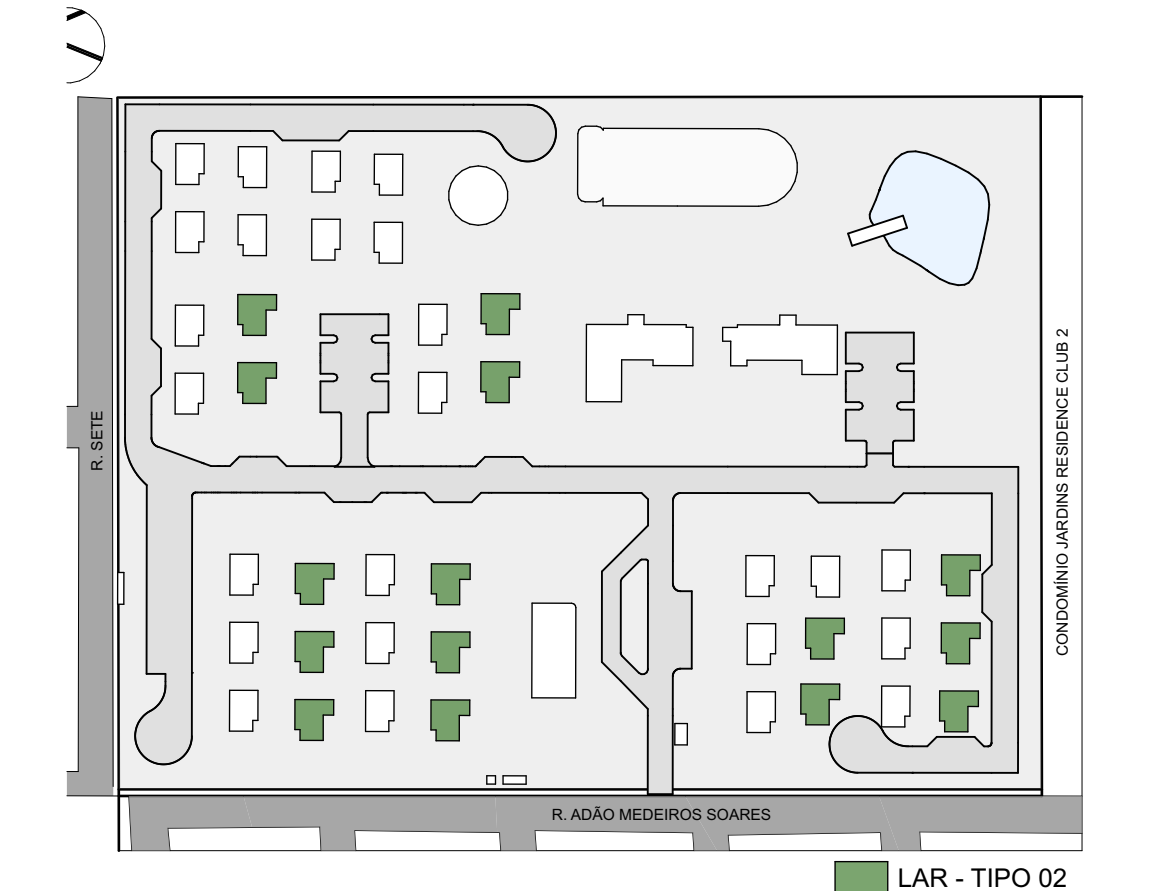 R. SETE
CONDOMÍNIO JARDINS RESIDENCE CLUB 2
R. ADÃO MEDEIROS SOARES
LAR - TIPO 02